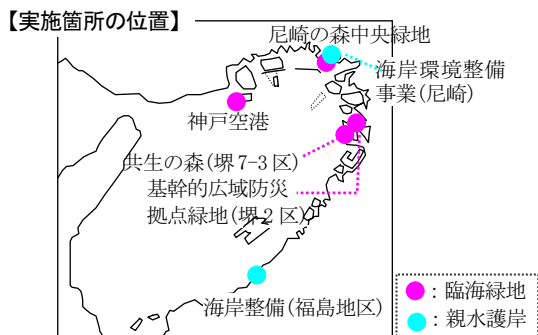 【実施箇所の位置】
尼崎の森中央緑地
海岸環境整備
事業(尼崎)
神戸空港
共生の森(堺7-3区)
基幹的広域防災
拠点緑地(堺2区)
海岸整備(福島地区)
：臨海緑地
：親水護岸